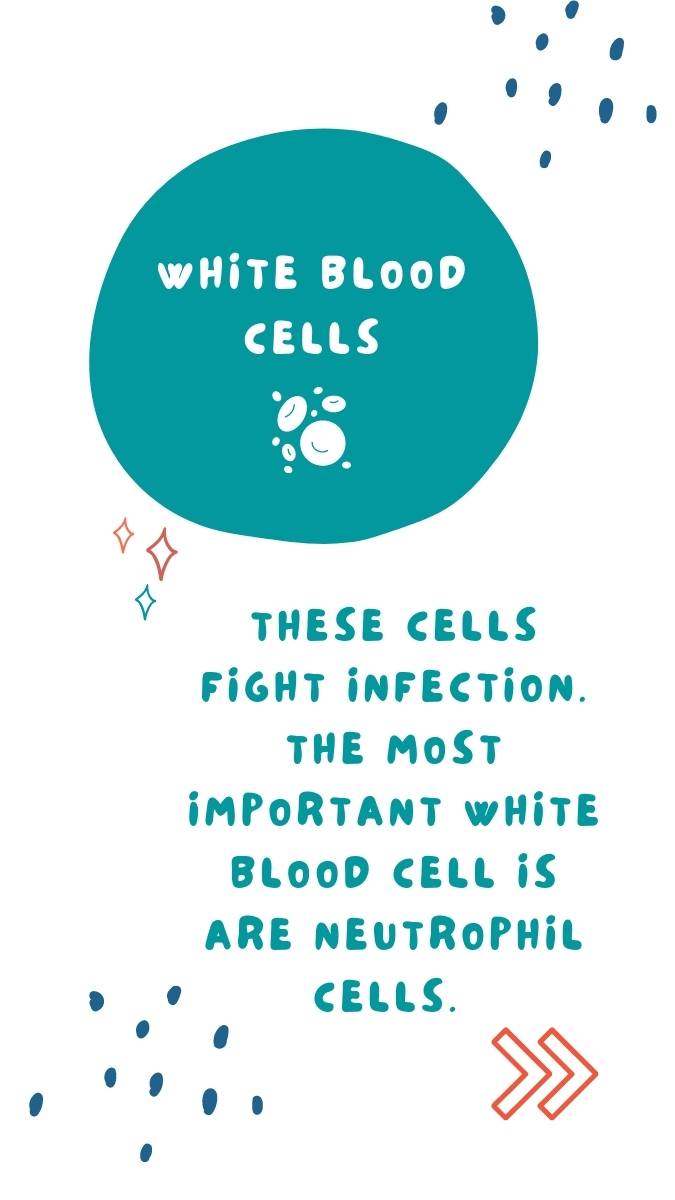 WHITE BLOOD
CELLS
THESE CELLS
FIGHT INFECTION.
THE MOST
IMPORTANT WHITE
BLOOD CELL IS
ARE NEUTROPHIL
CELLS.